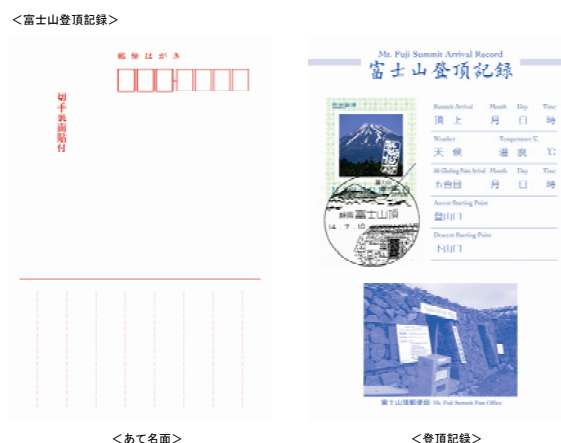 ＜富士山登頂記録＞
郵便はがき
切手裏面貼付
Mt. Fuji Summit Arrival Record
富士山登頂記録
Summit Arrival Month Day Time
頂上 月 日 時
Weather Temperature ℃
天候 温度 ℃
Month Day Time
五合目 月 日 時
Ascent Starting Point
登山口
Descent Starting Point
下山口
静岡 富士山頂
14. 7. 10
富士山頂郵便局 Mt. Fuji Summit Post Office
＜あて名面＞
＜登頂記録＞